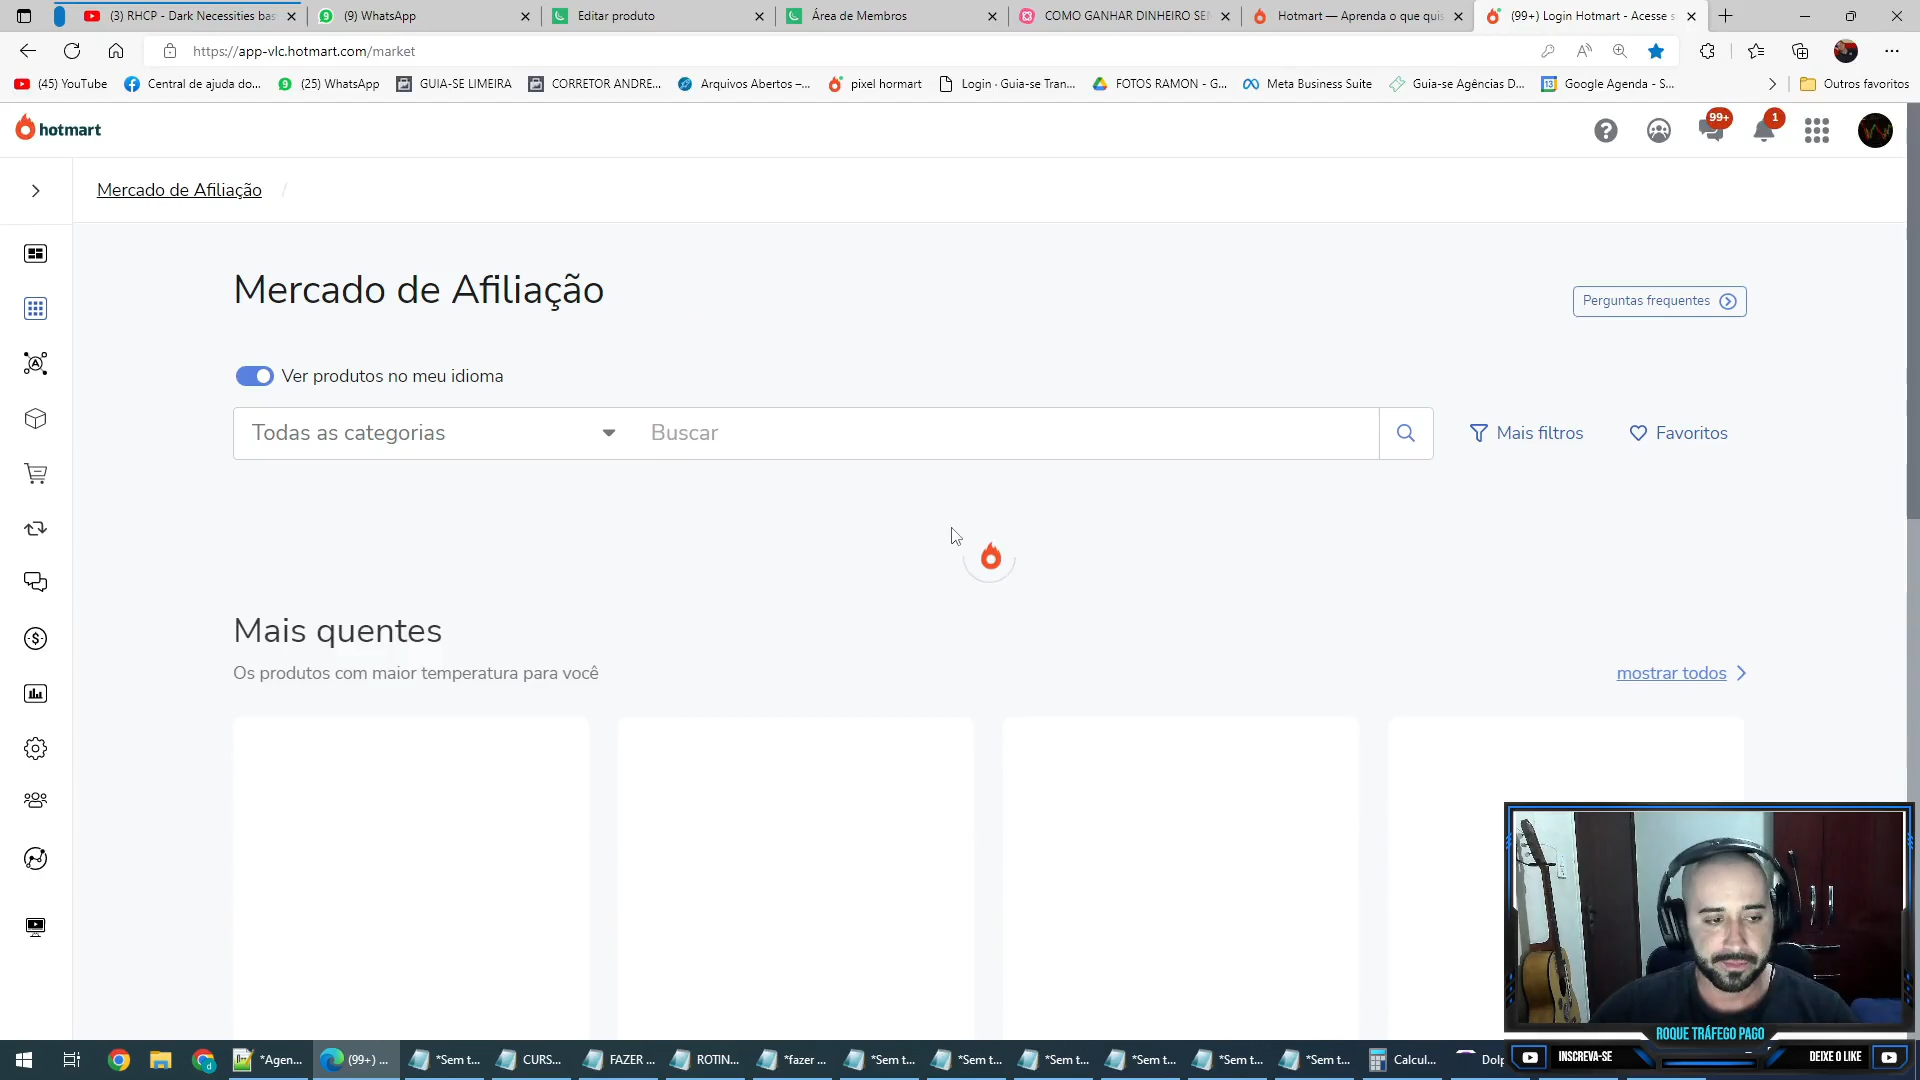 (3) RHCP - Dark Necessities bas
(9) WhatsApp
Editar produto
Área de Membros
COMO GANHAR DINHEIRO SEM
Hotmart — Aprenda o que quis
(99+) Login Hotmart - Acesse s
https://app-vlc.hotmart.com/market
(45) YouTube
Central de ajuda do...
(25) WhatsApp
GUIA-SE LIMEIRA
CORRETOR ANDRE...
Arquivos Abertos –...
pixel hormart
Login · Guia-se Tran...
FOTOS RAMON - G...
Meta Business Suite
Guia-se Agências D...
Google Agenda - S...
Outros favoritos
hotmart
99+
1
Mercado de Afiliação /
Mercado de Afiliação
Perguntas frequentes
Ver produtos no meu idioma
Todas as categorias
Buscar
Mais filtros
Favoritos
Mais quentes
Os produtos com maior temperatura para você
mostrar todos
ROQUE TRÁFEGO PAGO
INSCREVA-SE
DEIXE O LIKE
*Agen...
(99+) ...
*Sem t...
CURS...
FAZER ...
ROTIN...
*fazer ...
*Sem t...
*Sem t...
*Sem t...
*Sem t...
*Sem t...
*Sem t...
Calcul...
Dolp